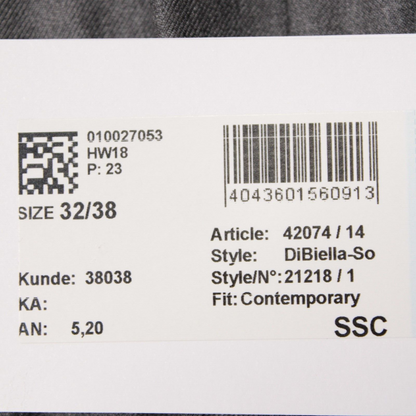 010027053
HW18
P: 23
4043601560913
SIZE 32/38
Article: 42074 / 14
Style: DiBiella-So
Kunde: 38038
Style/N°: 21218 / 1
KA:
Fit: Contemporary
AN: 5,20
SSC